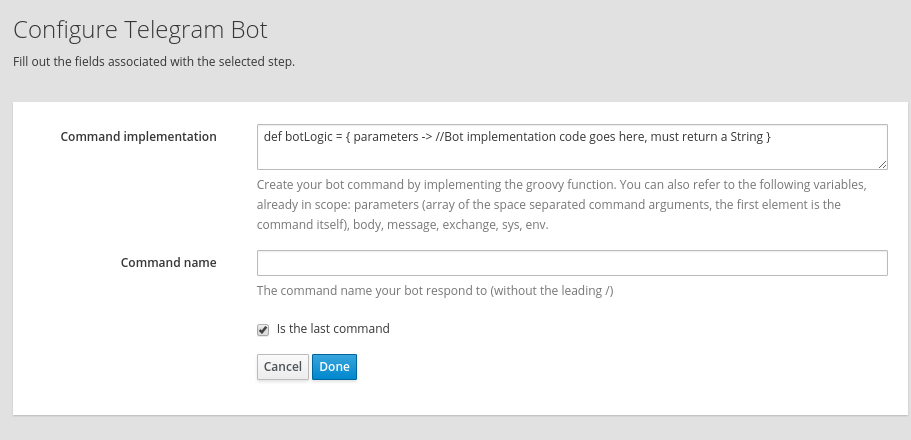 Configure Telegram Bot
Fill out the fields associated with the selected step.
Command implementation
def botLogic = { parameters -> //Bot implementation code goes here, must return a String }
Create your bot command by implementing the groovy function. You can also refer to the following variables,
already in scope: parameters (array of the space separated command arguments, the first element is the
command itself), body, message, exchange, sys, env.
Command name
The command name your bot respond to (without the leading /)
Is the last command
Cancel Done